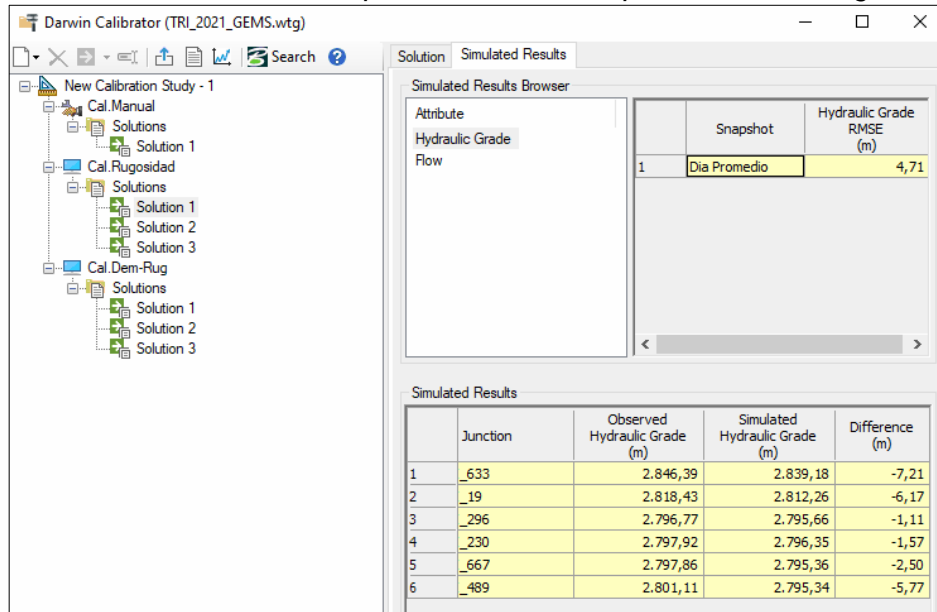 Darwin Calibrator (TRI_2021_GEMS.wtg)
Search
New Calibration Study - 1
Cal.Manual
Solutions
Solution 1
Cal.Rugosidad
Solutions
Solution 1
Solution 2
Solution 3
Cal.Dem-Rug
Solutions
Solution 1
Solution 2
Solution 3
Solution Simulated Results
Simulated Results Browser
Attribute
Hydraulic Grade
Flow
Snapshot Hydraulic Grade RMSE (m)
1 Dia Promedio 4,71
Simulated Results
Junction Observed Hydraulic Grade (m) Simulated Hydraulic Grade (m) Difference (m)
1 _633 2.846,39 2.839,18 -7,21
2 _19 2.818,43 2.812,26 -6,17
3 _296 2.796,77 2.795,66 -1,11
4 _230 2.797,92 2.796,35 -1,57
5 _667 2.797,86 2.795,36 -2,50
6 _489 2.801,11 2.795,34 -5,77